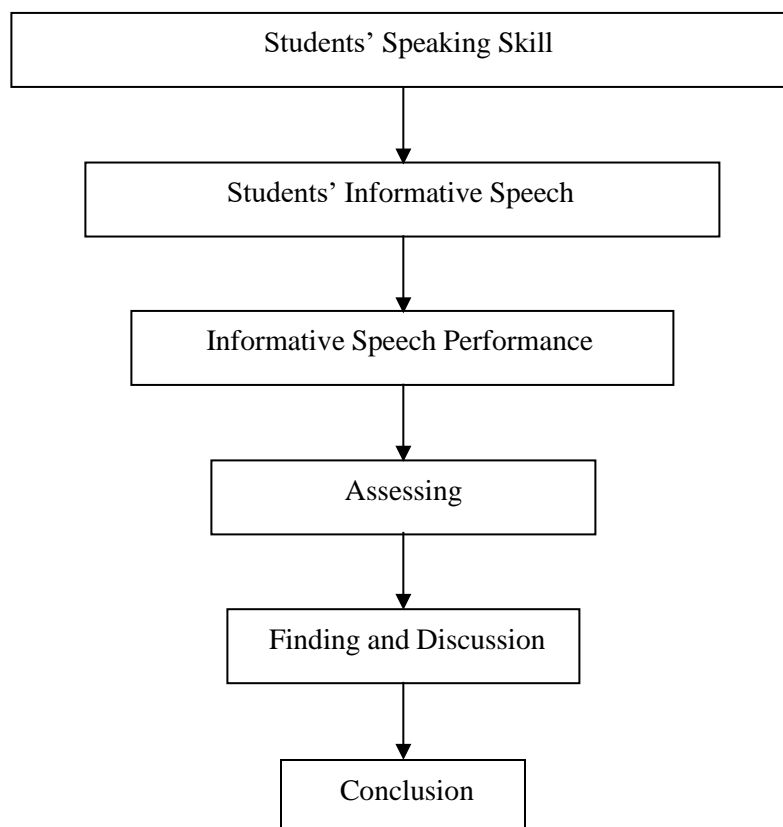 Students’ Speaking Skill
Students’ Informative Speech
Informative Speech Performance
Assessing
Finding and Discussion
Conclusion